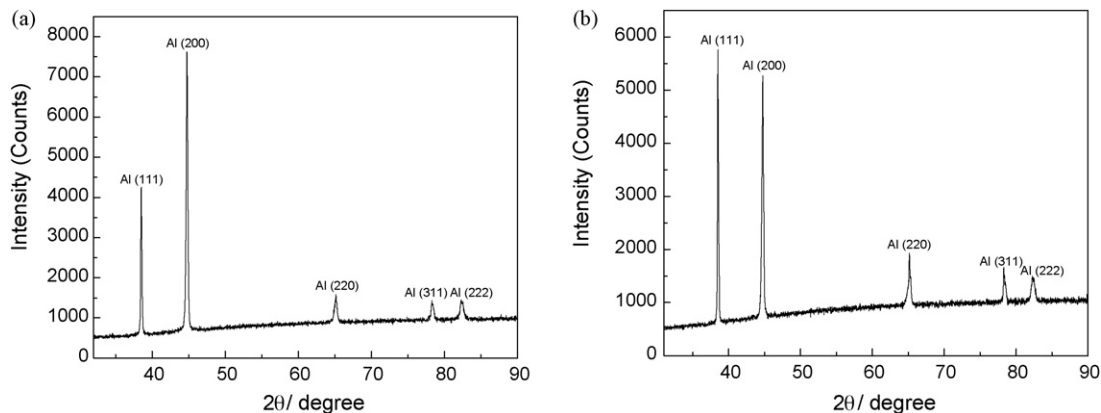 (a)
Intensity (Counts)
8000
7000
6000
5000
4000
3000
2000
1000
0
Al (111)
Al (200)
Al (220)
Al (311) Al (222)
40 50 60 70 80 90
2θ/ degree
(b)
Intensity (Counts)
6000
5000
4000
3000
2000
1000
0
Al (111)
Al (200)
Al (220)
Al (311)
Al (222)
40 50 60 70 80 90
2θ/ degree